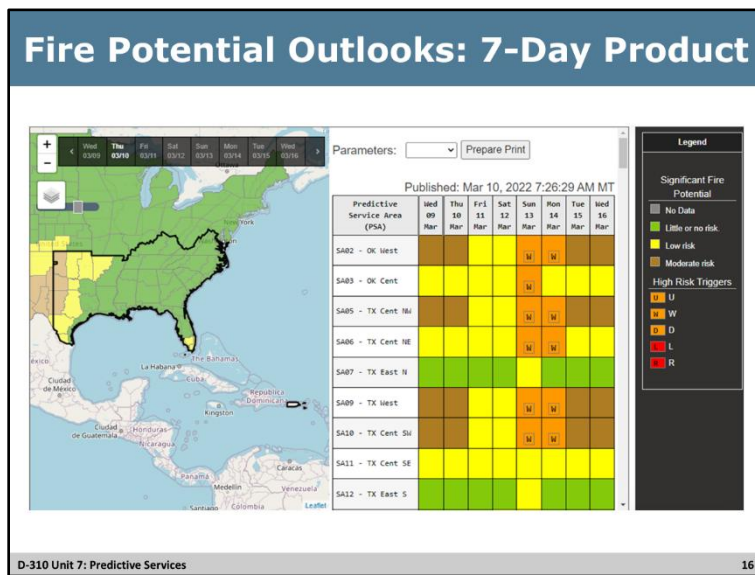 Fire Potential Outlooks: 7-Day Product
+
−
‹ Wed 03/09 Thu 03/10 Fri 03/11 Sat 03/12 Sun 03/13 Mon 03/14 Tue 03/15 Wed 03/16 ›
Ottawa
New York
Washington
United States
México
Ciudad de México
La Habana
The Bahamas
Cuba
Kingston
República Dominicana
Ciudad de Guatemala
Honduras
Nicaragua
Panamá
Caracas
Medellín
Venezuela
Santiago
Colombia
Leaflet
Parameters: Prepare Print
Published: Mar 10, 2022 7:26:29 AM MT
Predictive Service Area (PSA) Wed 09 Mar Thu 10 Mar Fri 11 Mar Sat 12 Mar Sun 13 Mar Mon 14 Mar Tue 15 Mar Wed 16 Mar
SA02 - OK West W W
SA03 - OK Cent W
SA05 - TX Cent NW W W
SA06 - TX Cent NE W W
SA07 - TX East N
SA09 - TX West W W
SA10 - TX Cent SW W W
SA11 - TX Cent SE
SA12 - TX East S
Legend
Significant Fire
Potential
No Data
Little or no risk.
Low risk
Moderate risk
High Risk Triggers
U U
W W
D D
L L
R R
D-310 Unit 7: Predictive Services
10